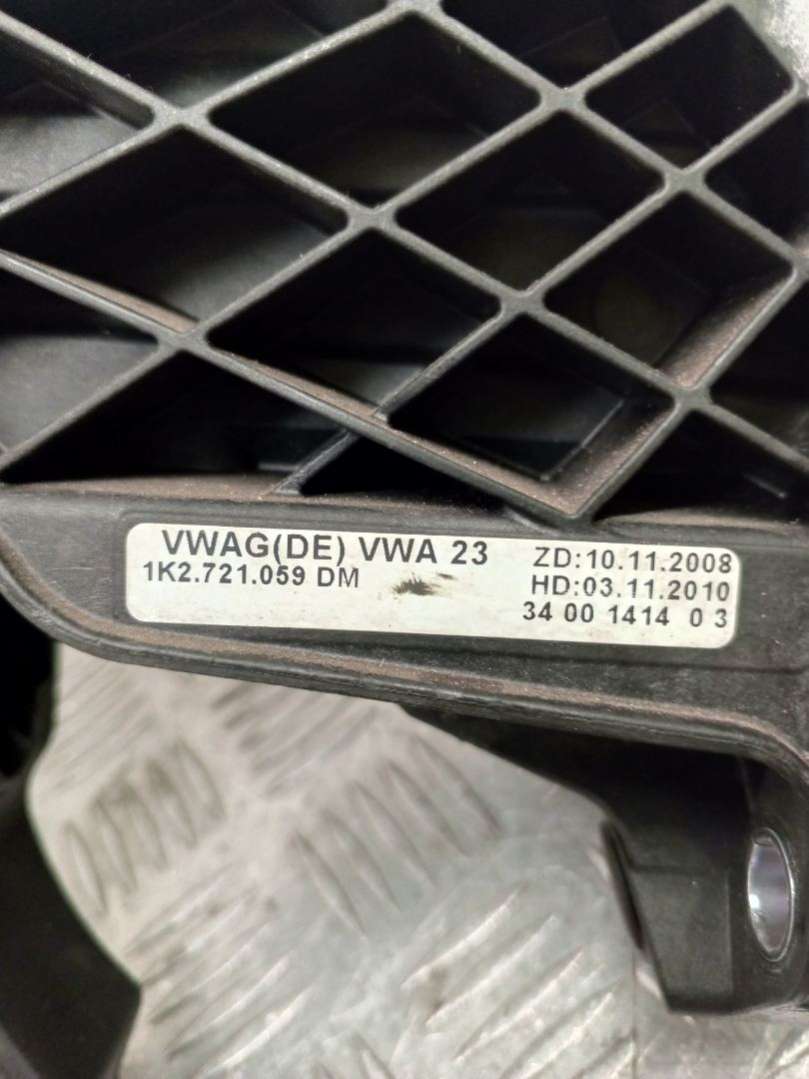 VWAG(DE) VWA 23
1K2.721.059 DM
ZD:10.11.2008
HD:03.11.2010
34 00 1414 0 3